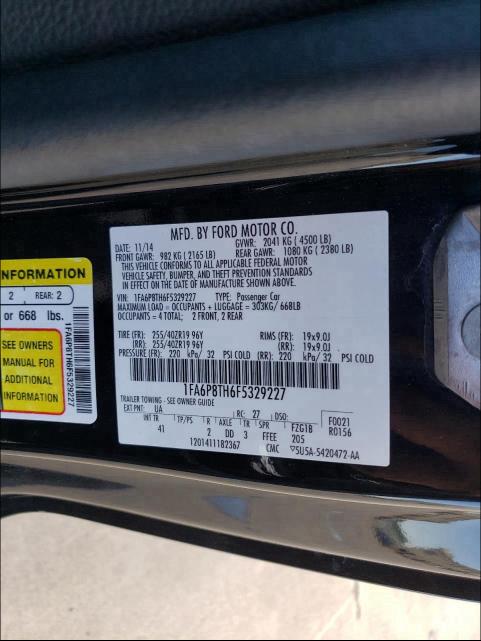 MFD. BY FORD MOTOR CO.
DATE: 11/14 GVWR: 2041 KG ( 4500 LB)
FRONT GAWR: 982 KG ( 2165 LB) REAR GAWR: 1080 KG ( 2380 LB)
THIS VEHICLE CONFORMS TO ALL APPLICABLE FEDERAL MOTOR
VEHICLE SAFETY, BUMPER, AND THEFT PREVENTION STANDARDS
IN EFFECT ON THE DATE OF MANUFACTURE SHOWN ABOVE.
VIN: 1FA6P8TH6F5329227 TYPE: Passenger Car
MAXIMUM LOAD = OCCUPANTS + LUGGAGE = 303KG / 668LB
OCCUPANTS = 4 TOTAL: 2 FRONT, 2 REAR
TIRE (FR): 255/40ZR19 96Y RIMS (FR): 19x9.0J
(RR): 255/40ZR19 96Y (RR): 19x9.0J
PRESSURE (FR): 220 kPa/ 32 PSI COLD (RR): 220 kPa/ 32 PSI COLD
1FA6P8TH6F5329227
TRAILER TOWING - SEE OWNER GUIDE
EXT PNT: UA RC: 27 DSO: F0021
INT TR TP/PS R AXLE TR SPR FZG1B R0156
41 2 DD 3 FFEE 205
1201411182367 CMC 5U5A-5420472-AA
INFORMATION
2 REAR: 2
or 668 lbs.
SEE OWNERS
MANUAL FOR
ADDITIONAL
INFORMATION
1FA6P8TH6F5329227